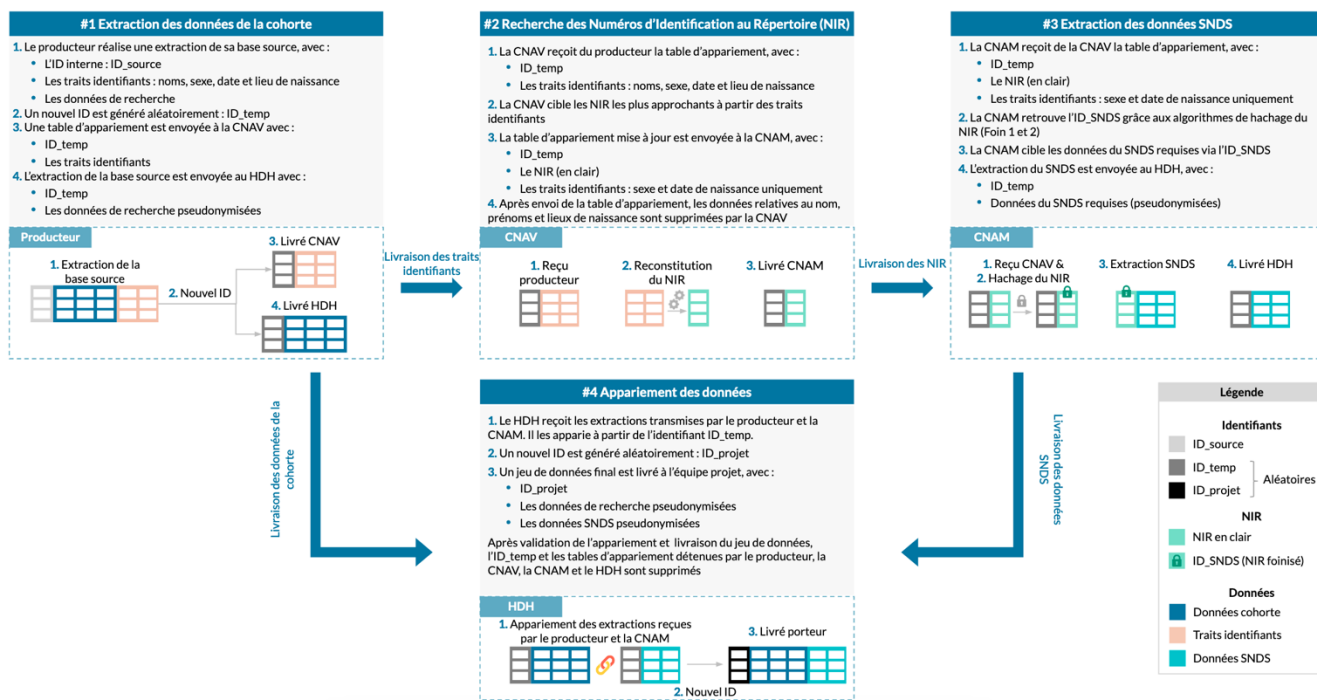 #1 Extraction des données de la cohorte
1. Le producteur réalise une extraction de sa base source, avec :
• L'ID interne : ID_source
• Les traits identifiants : noms, sexe, date et lieu de naissance
• Les données de recherche
2. Un nouvel ID est généré aléatoirement : ID_temp
3. Une table d'appariement est envoyée à la CNAV avec :
• ID_temp
• Les traits identifiants
4. L'extraction de la base source est envoyée au HDH avec :
• ID_temp
• Les données de recherche pseudonymisées
Producteur
1. Extraction de la
base source
2. Nouvel ID
3. Livré CNAV
4. Livré HDH
Livraison des traits
identifiants
#2 Recherche des Numéros d'Identification au Répertoire (NIR)
1. La CNAV reçoit du producteur la table d'appariement, avec :
• ID_temp
• Les traits identifiants : noms, sexe, date et lieu de naissance
2. La CNAV cible les NIR les plus approchants à partir des traits
identifiants
3. La table d'appariement mise à jour est envoyée à la CNAM, avec :
• ID_temp
• Le NIR (en clair)
• Les traits identifiants : sexe et date de naissance uniquement
4. Après envoi de la table d'appariement, les données relatives au nom,
prénoms et lieux de naissance sont supprimées par la CNAV
CNAV
1. Reçu
producteur
2. Reconstitution
du NIR
3. Livré CNAM
Livraison des NIR
#3 Extraction des données SNDS
1. La CNAM reçoit de la CNAV la table d'appariement, avec :
• ID_temp
• Le NIR (en clair)
• Les traits identifiants : sexe et date de naissance uniquement
2. La CNAM retrouve l'ID_SNDS grâce aux algorithmes de hachage du
NIR (Foin 1 et 2)
3. La CNAM cible les données du SNDS requises via l'ID_SNDS
4. L'extraction du SNDS est envoyée au HDH, avec :
• ID_temp
• Données du SNDS requises (pseudonymisées)
CNAM
1. Reçu CNAV &
2. Hachage du NIR
3. Extraction SNDS
4. Livré HDH
Livraison des données de la
cohorte
#4 Appariement des données
1. Le HDH reçoit les extractions transmises par le producteur et la
CNAM. Il les apparie à partir de l'identifiant ID_temp.
2. Un nouvel ID est généré aléatoirement : ID_projet
3. Un jeu de données final est livré à l'équipe projet, avec :
• ID_projet
• Les données de recherche pseudonymisées
• Les données SNDS pseudonymisées
Après validation de l'appariement et livraison du jeu de données,
l'ID_temp et les tables d'appariement détenues par le producteur, la
CNAV, la CNAM et le HDH sont supprimés
HDH
1. Appariement des extractions reçues
par le producteur et la CNAM
2. Nouvel ID
3. Livré porteur
Livraison des données
SNDS
Légende
Identifiants
ID_source
ID_temp
ID_projet
Aléatoires
NIR
NIR en clair
ID_SNDS (NIR foinisé)
Données
Données cohorte
Traits identifiants
Données SNDS